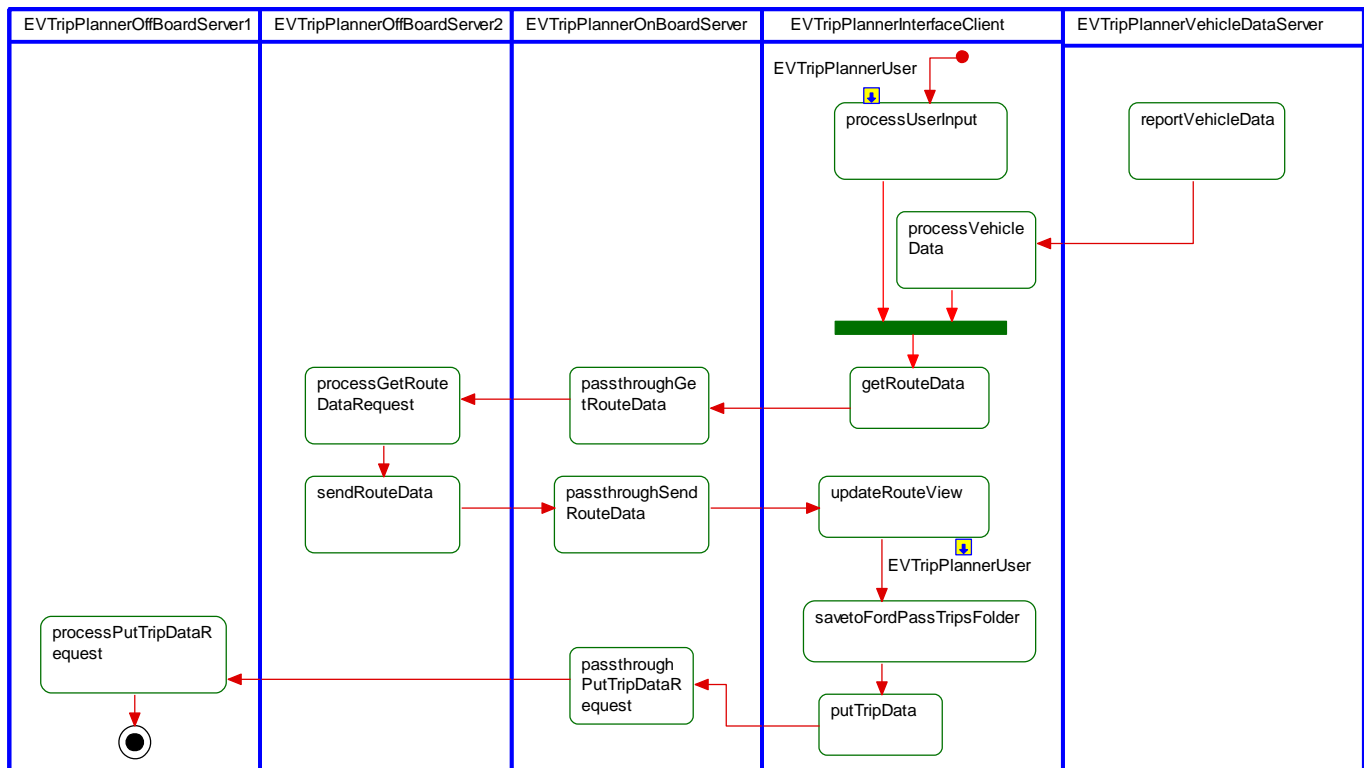 EVTripPlannerOffBoardServer1
EVTripPlannerOffBoardServer2
EVTripPlannerOnBoardServer
EVTripPlannerInterfaceClient
EVTripPlannerVehicleDataServer
EVTripPlannerUser
processUserInput
reportVehicleData
processVehicle
Data
processGetRoute
DataRequest
passthroughGe
tRouteData
getRouteData
sendRouteData
passthroughSend
RouteData
updateRouteView
EVTripPlannerUser
savetoFordPassTripsFolder
processPutTripDataR
equest
passthrough
PutTripDataR
equest
putTripData